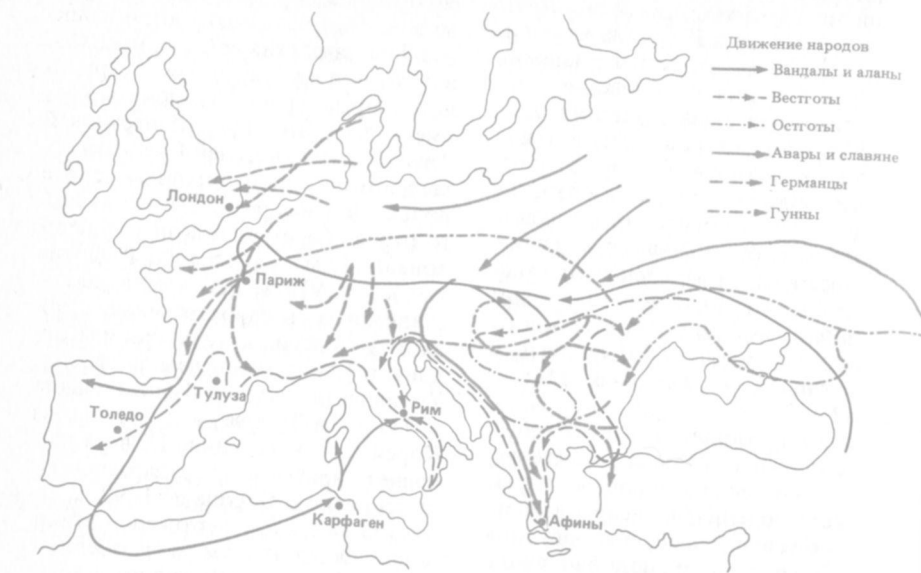 Движение народов
Вандалы и аланы
Вестготы
Остготы
Авары и славяне
Германцы
Гунны
Лондон
Париж
Тулуза
Толедо
Рим
Карфаген
Афины